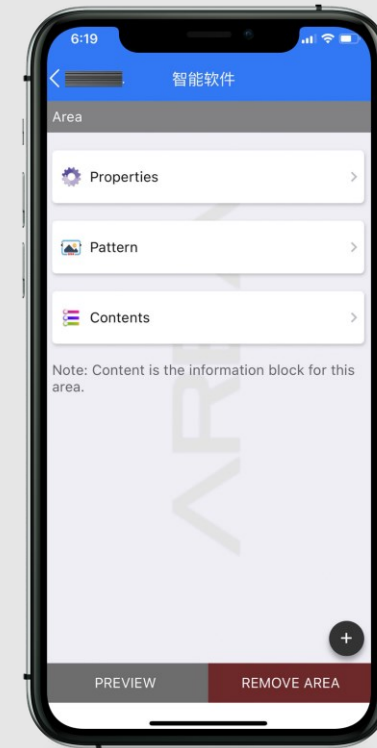 6:19
智能软件
Area
Properties
Pattern
Contents
Note: Content is the information block for this
area.
AREA
PREVIEW
REMOVE AREA